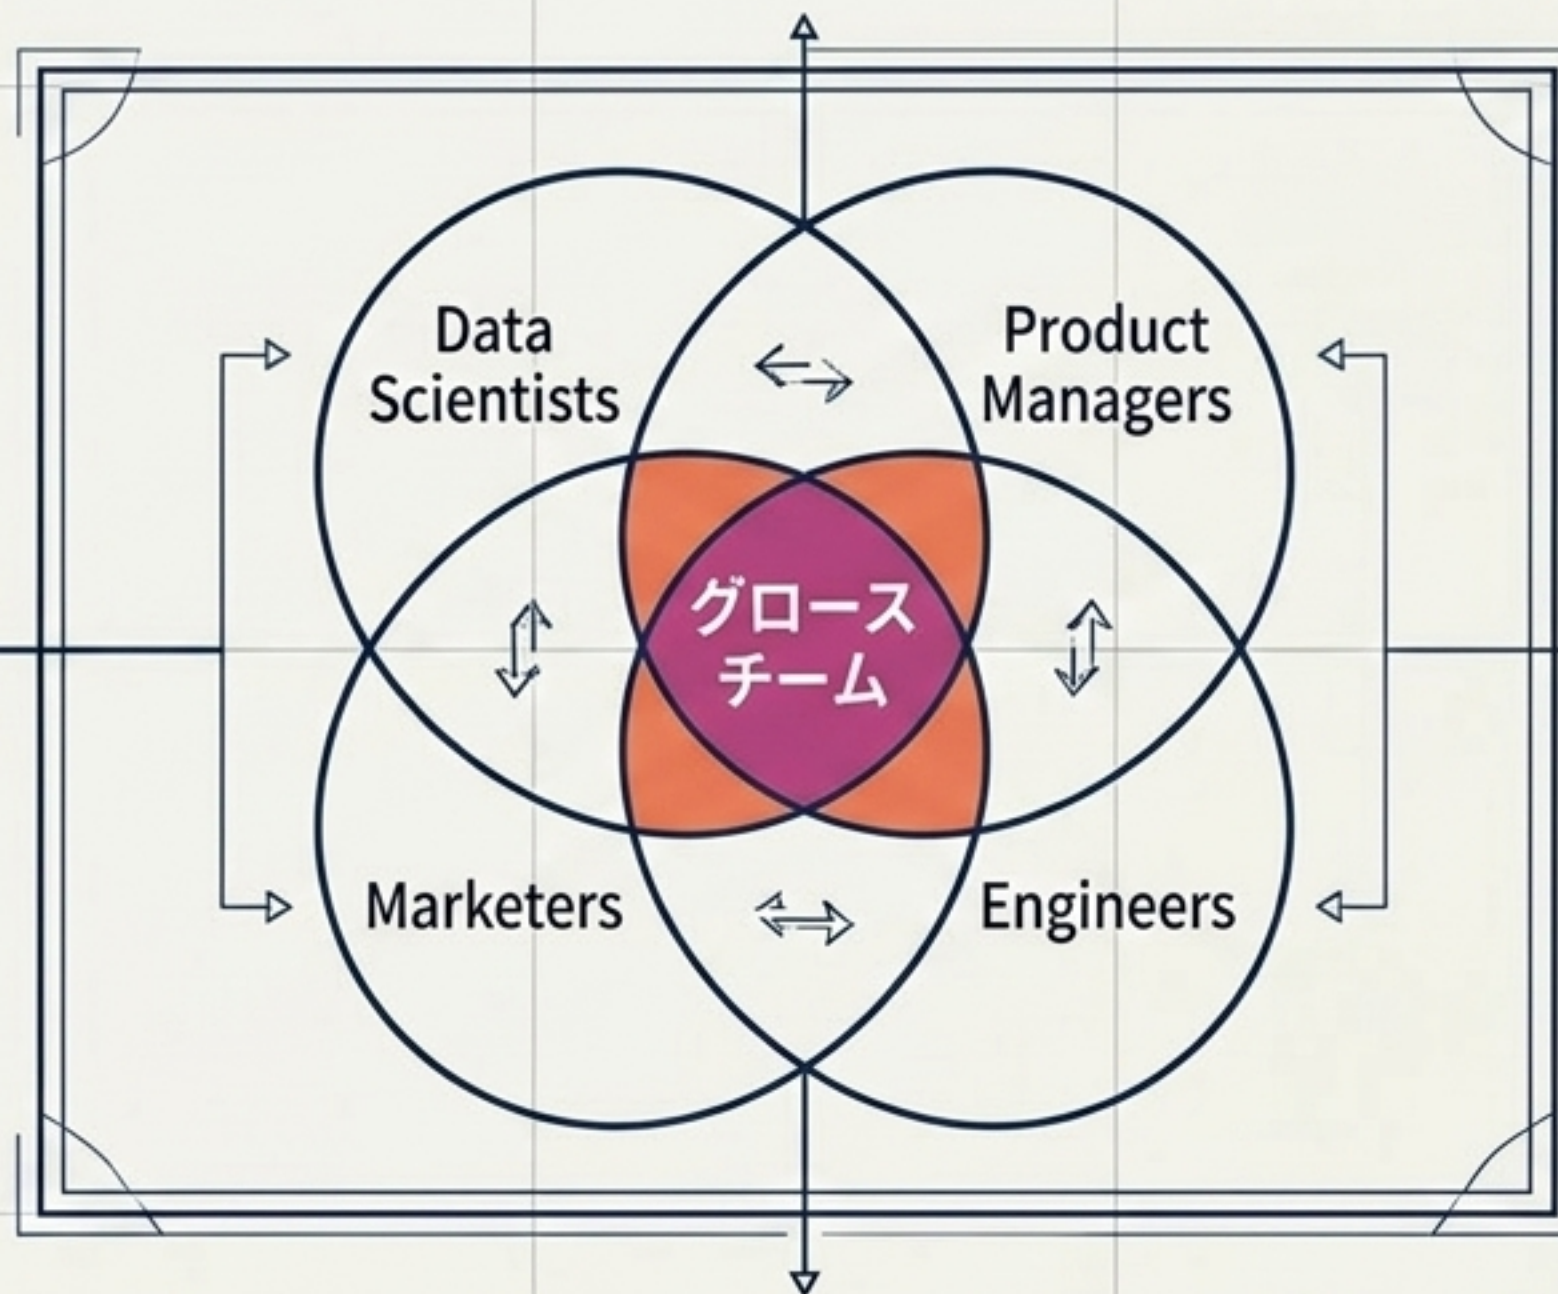 Data
Scientists
Product
Managers
グロース
チーム
Marketers
Engineers